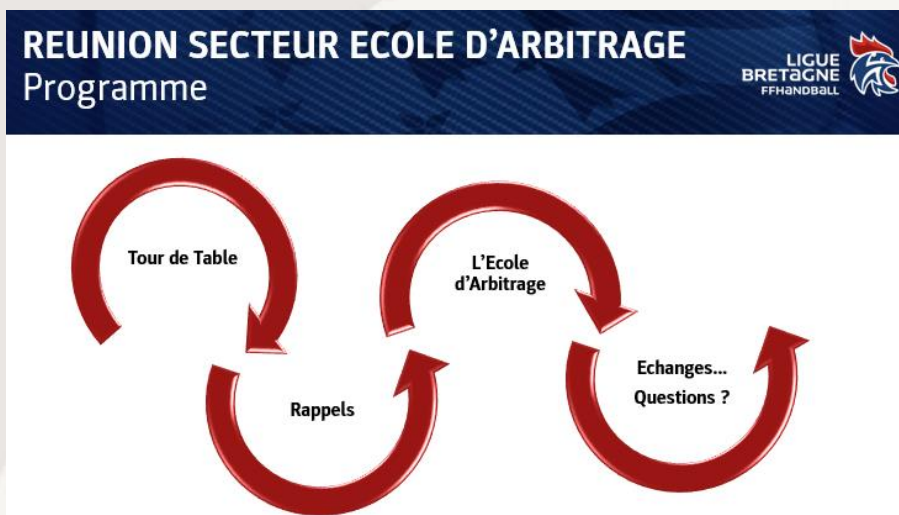 REUNION SECTEUR ECOLE D'ARBITRAGE
Programme
LIGUE
BRETAGNE
FFHANDBALL
Tour de Table
Rappels
L'Ecole
d'Arbitrage
Echanges...
Questions ?